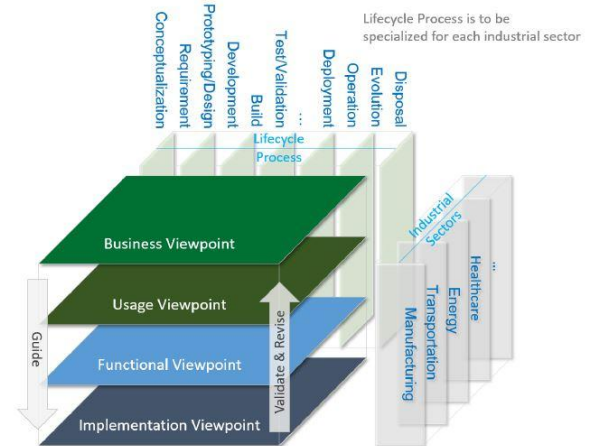 Lifecycle Process is to be
specialized for each industrial sector
Conceptualization
Requirement
Prototyping/Design
Development
Build
Test/Validation
...
Deployment
Operation
Evolution
Disposal
Lifecycle
Process
Business Viewpoint
Usage Viewpoint
Functional Viewpoint
Implementation Viewpoint
Guide
Validate & Revise
Industrial
Sectors
Manufacturing
Transportation
Energy
Healthcare
...